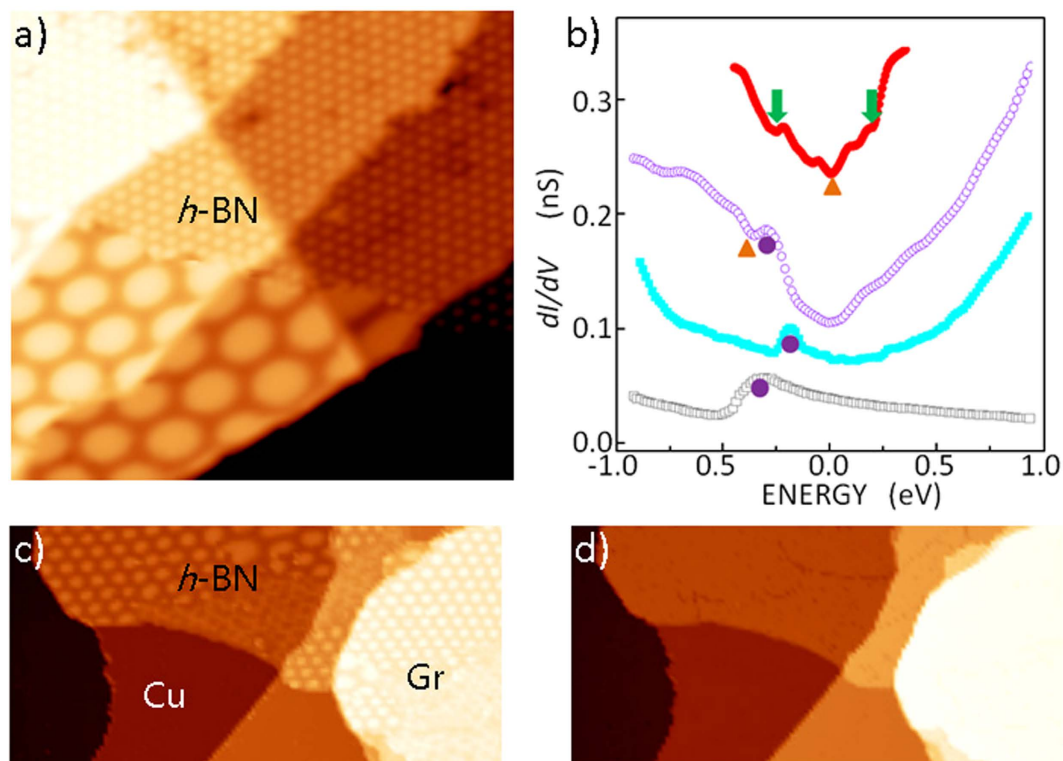 a)
h-BN
b)
0.3
0.2
0.1
0.0
dI/dV (nS)
-1.0 0.5 0.0 0.5 1.0
ENERGY (eV)
c)
h-BN
Cu
Gr
d)